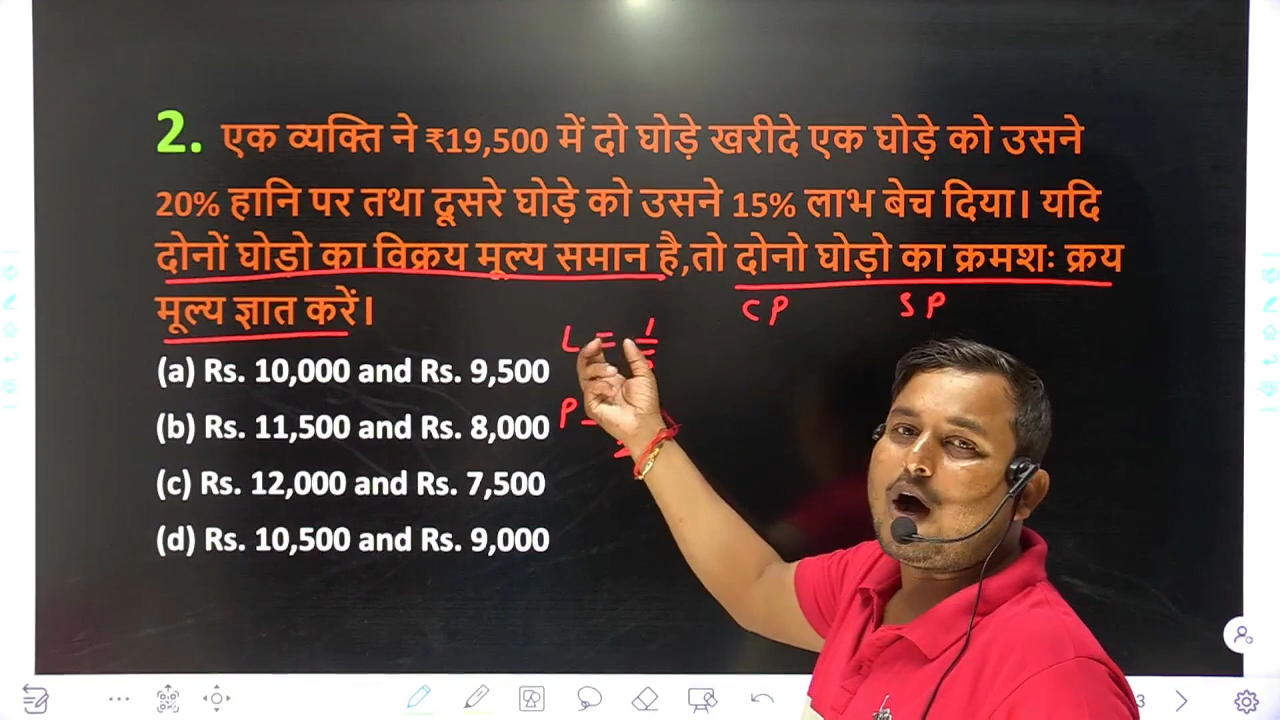 2. एक व्यक्ति ने ₹19,500 में दो घोड़े खरीदे एक घोड़े को उसने
20% हानि पर तथा दूसरे घोड़े को उसने 15% लाभ बेच दिया। यदि
दोनों घोडो का विक्रय मूल्य समान है,तो दोनो घोड़ो का क्रमशः क्रय
मूल्य ज्ञात करें।
CP SP
L = 1
(a) Rs. 10,000 and Rs. 9,500
P
(b) Rs. 11,500 and Rs. 8,000
(c) Rs. 12,000 and Rs. 7,500
(d) Rs. 10,500 and Rs. 9,000
3